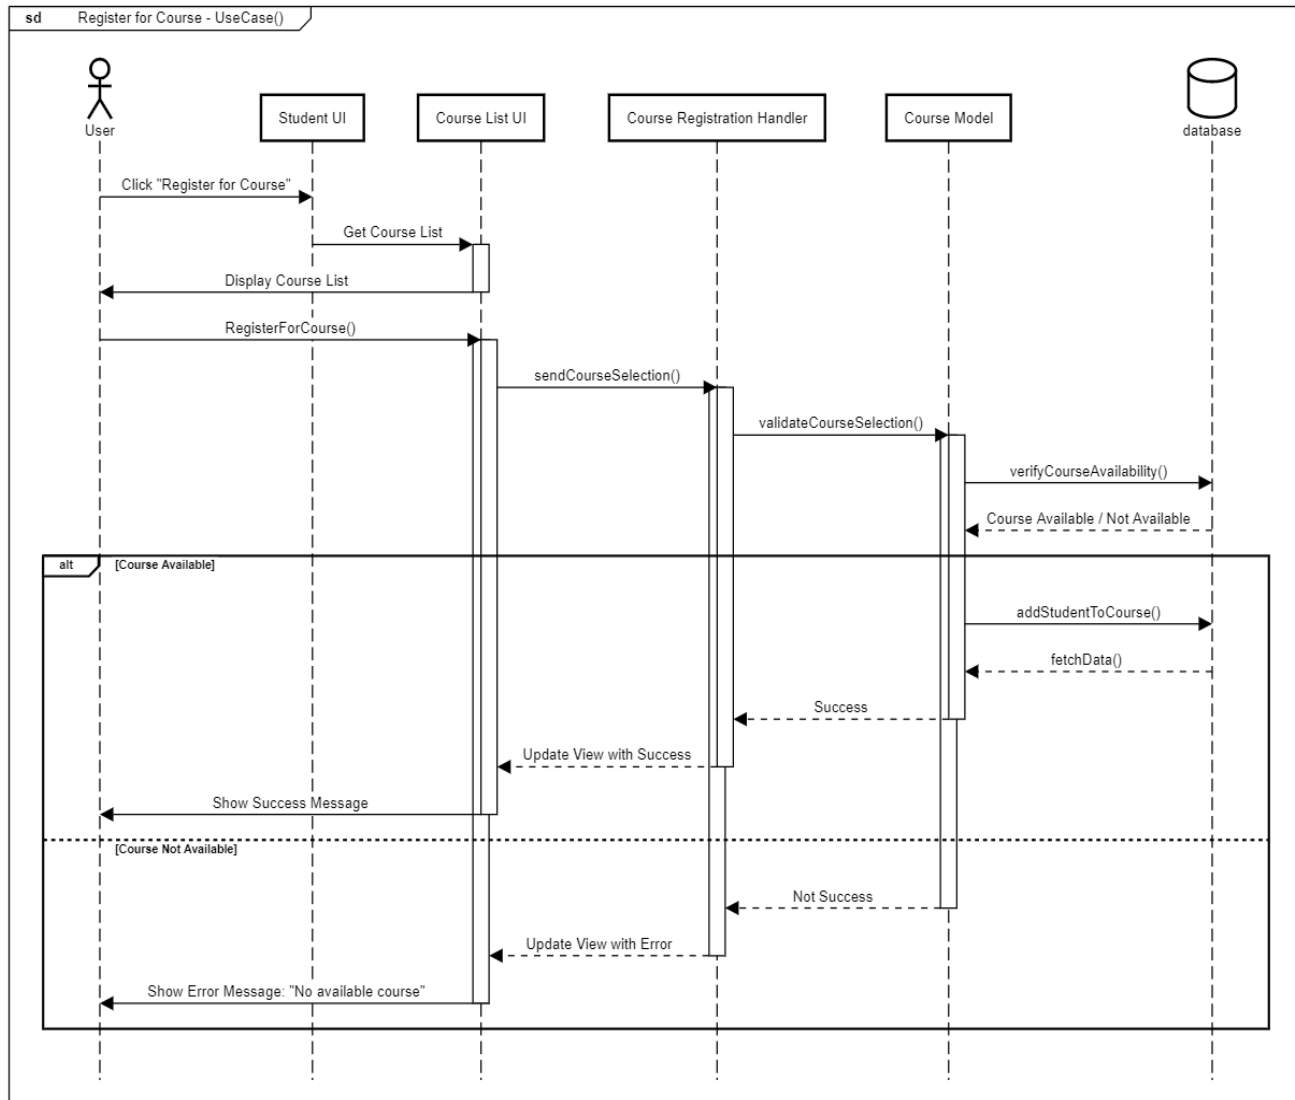 sd Register for Course - UseCase()
User
Student UI
Course List UI
Course Registration Handler
Course Model
database
Click "Register for Course"
Get Course List
Display Course List
RegisterForCourse()
sendCourseSelection()
validateCourseSelection()
verifyCourseAvailability()
Course Available / Not Available
alt [Course Available]
addStudentToCourse()
fetchData()
Success
Update View with Success
Show Success Message
[Course Not Available]
Not Success
Update View with Error
Show Error Message: "No available course"